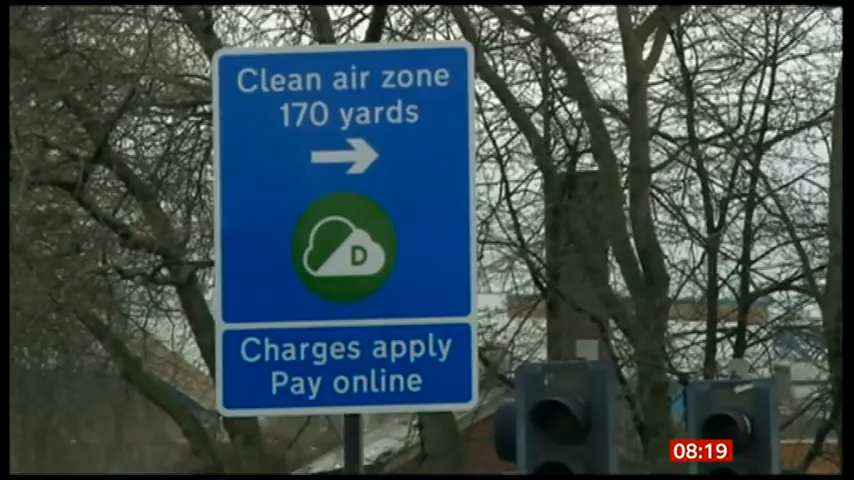 Clean air zone
170 yards
D
Charges apply
Pay online
08:19